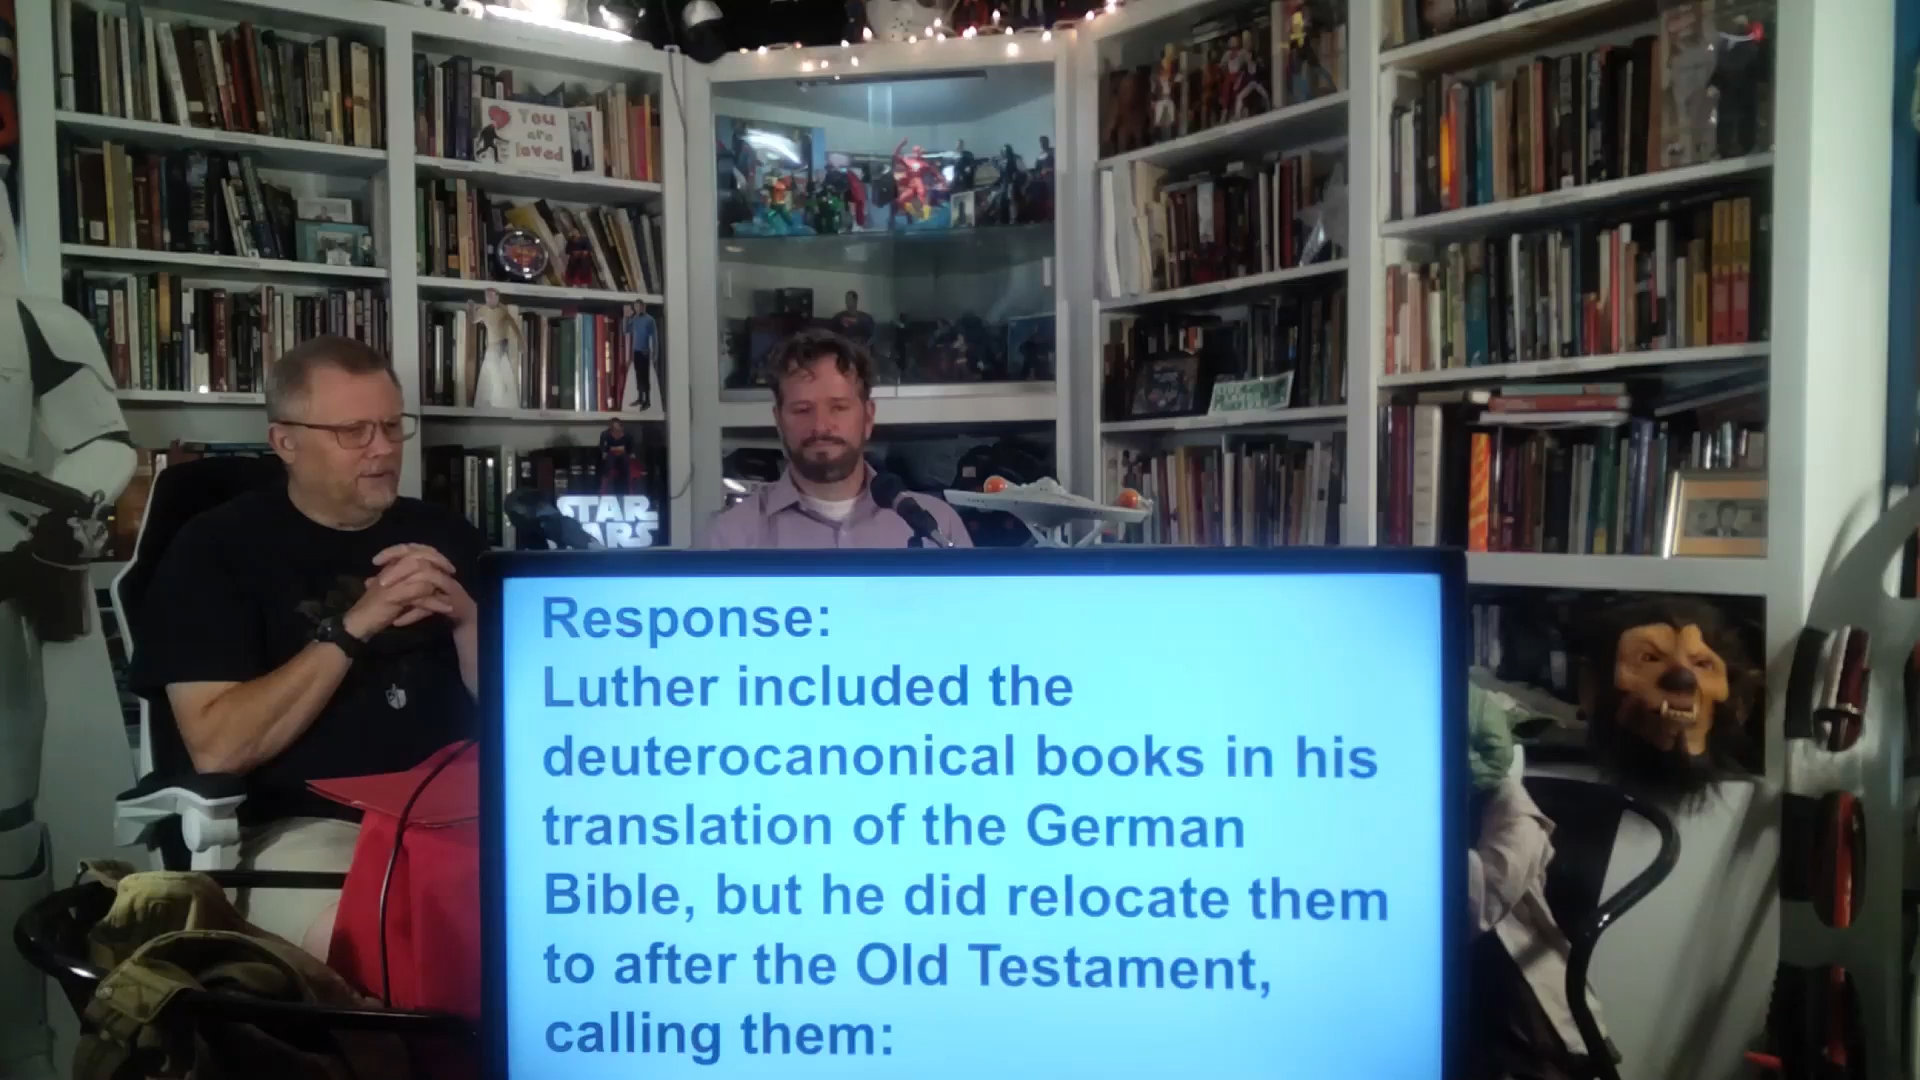 You
are
loved
STAR
WARS
Response:
Luther included the
deuterocanonical books in his
translation of the German
Bible, but he did relocate them
to after the Old Testament,
calling them: